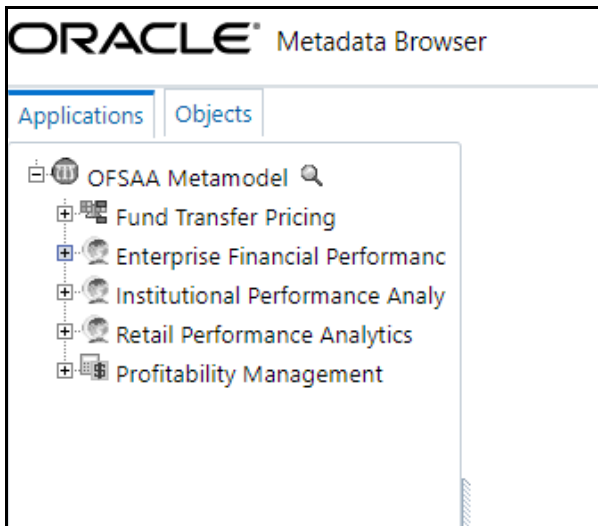 ORACLE® Metadata Browser
Applications Objects
OFSAA Metamodel
Fund Transfer Pricing
Enterprise Financial Performanc
Institutional Performance Analy
Retail Performance Analytics
Profitability Management